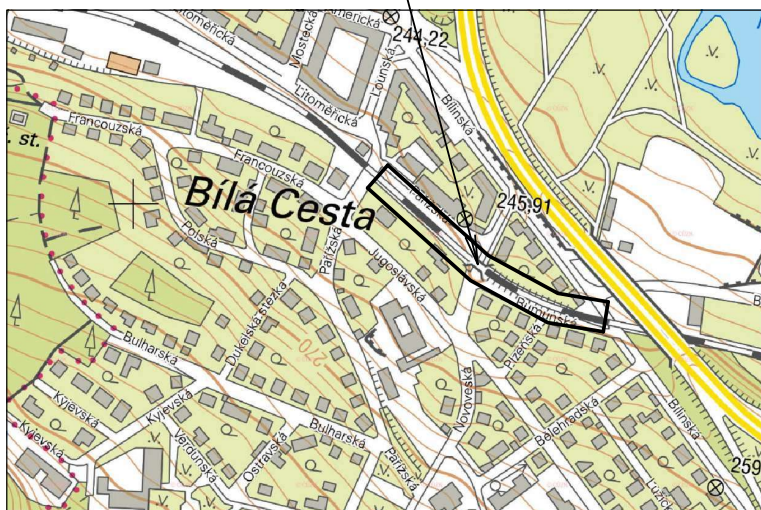 Litoměřická
Americká
244,22
.V.
.V.
Mostecká
Lounská
Bílinská
Litoměřická
Francouzská
f. st.
Francouzská
Bílá Cesta
Pařížská
245,91
Polská
Pařížská
Jugoslávská
Dukelská stezka
Rumunská
270
Plzeňská
Bulharská
Novoveská
Kyjevská
Kyjevská
Bulharská
Bělehradská
Bílinská
Kyjevská
Verdunská
Ostravská
Pařížská
Lužická
259